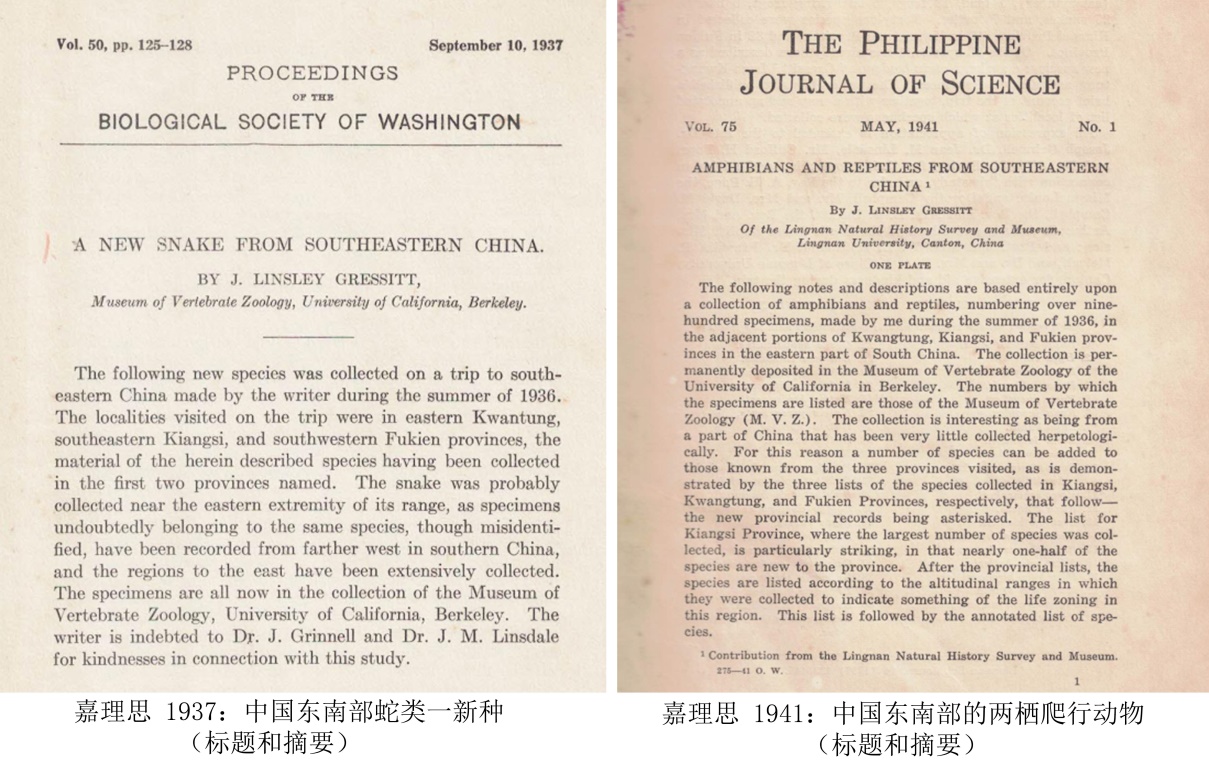 Vol. 50, pp. 125–128 September 10, 1937
PROCEEDINGS
OF THE
BIOLOGICAL SOCIETY OF WASHINGTON
A NEW SNAKE FROM SOUTHEASTERN CHINA.
BY J. LINSLEY GRESSITT,
Museum of Vertebrate Zoology, University of California, Berkeley.
The following new species was collected on a trip to south-
eastern China made by the writer during the summer of 1936.
The localities visited on the trip were in eastern Kwantung,
southeastern Kiangsi, and southwestern Fukien provinces, the
material of the herein described species having been collected
in the first two provinces named. The snake was probably
collected near the eastern extremity of its range, as specimens
undoubtedly belonging to the same species, though misidenti-
fied, have been recorded from farther west in southern China,
and the regions to the east have been extensively collected.
The specimens are all now in the collection of the Museum of
Vertebrate Zoology, University of California, Berkeley. The
writer is indebted to Dr. J. Grinnell and Dr. J. M. Linsdale
for kindnesses in connection with this study.
嘉理思 1937：中国东南部蛇类一新种
（标题和摘要）
THE PHILIPPINE
JOURNAL OF SCIENCE
VOL. 75 MAY, 1941 No. 1
AMPHIBIANS AND REPTILES FROM SOUTHEASTERN
CHINA ¹
By J. LINSLEY GRESSITT
Of the Lingnan Natural History Survey and Museum,
Lingnan University, Canton, China
ONE PLATE
The following notes and descriptions are based entirely upon
a collection of amphibians and reptiles, numbering over nine-
hundred specimens, made by me during the summer of 1936, in
the adjacent portions of Kwangtung, Kiangsi, and Fukien prov-
inces in the eastern part of South China. The collection is per-
manently deposited in the Museum of Vertebrate Zoology of the
University of California in Berkeley. The numbers by which
the specimens are listed are those of the Museum of Vertebrate
Zoology (M. V. Z.). The collection is interesting as being from
a part of China that has been very little collected herpetologi-
cally. For this reason a number of species can be added to
those known from the three provinces visited, as is demon-
strated by the three lists of the species collected in Kiangsi,
Kwangtung, and Fukien Provinces, respectively, that follow—
the new provincial records being asterisked. The list for
Kiangsi Province, where the largest number of species was col-
lected, is particularly striking, in that nearly one-half of the
species are new to the province. After the provincial lists, the
species are listed according to the altitudinal ranges in which
they were collected to indicate something of the life zoning in
this region. This list is followed by the annotated list of spe-
cies.
¹ Contribution from the Lingnan Natural History Survey and Museum.
275—41 O. W.
1
嘉理思 1941：中国东南部的两栖爬行动物
（标题和摘要）